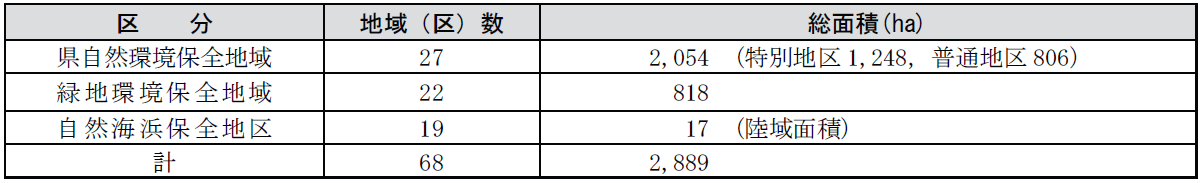 区　　分　地域（区）数　総面積(ha)
県自然環境保全地域　27　2,054　(特別地区1,248,　普通地区806)
緑地環境保全地域　22　818
自然海浜保全地区　19　17　(陸域面積)
計　68　2,889